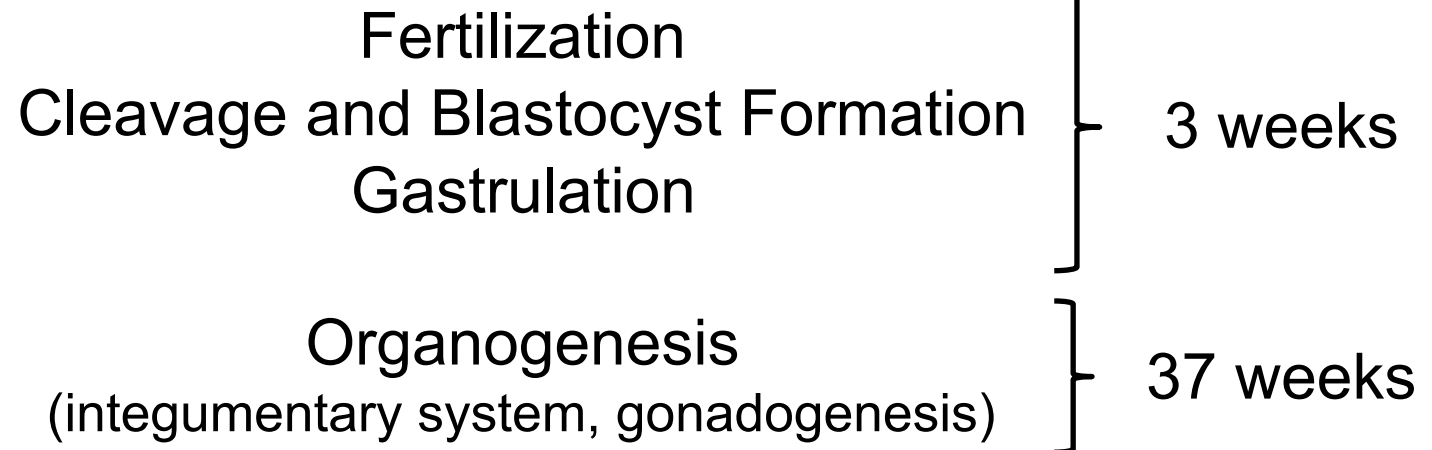 Fertilization
Cleavage and Blastocyst Formation
Gastrulation
3 weeks
Organogenesis
(integumentary system, gonadogenesis)
37 weeks